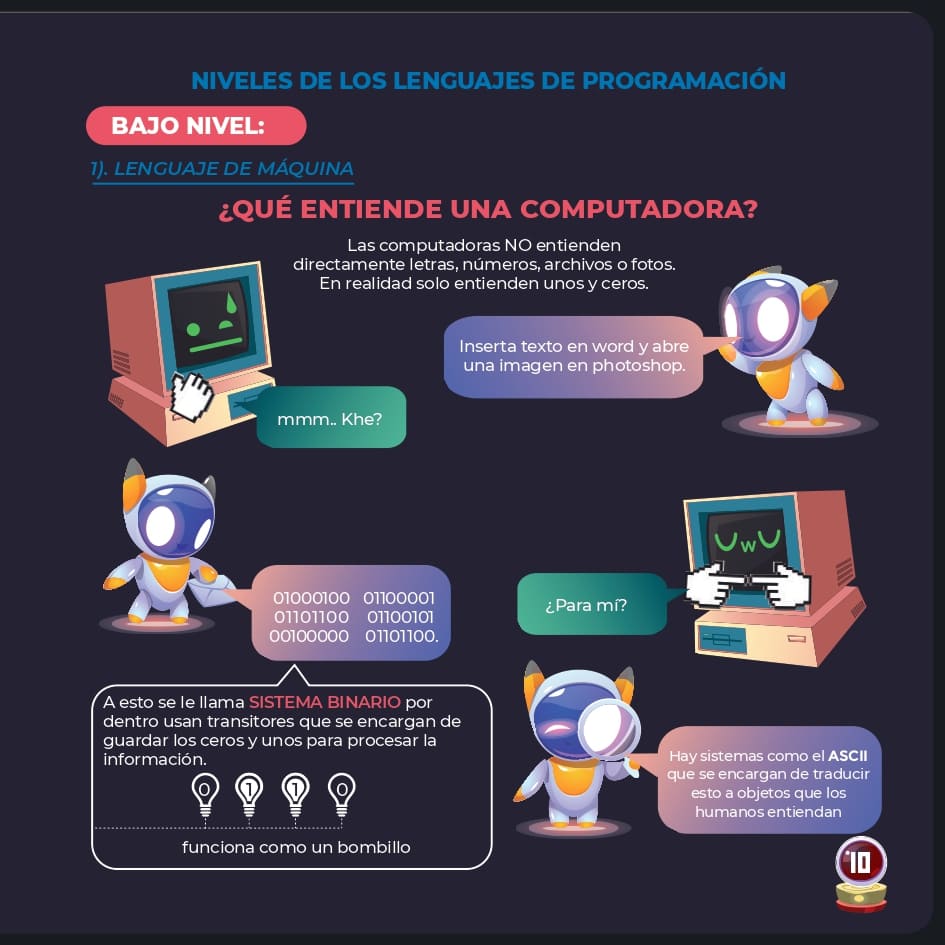 NIVELES DE LOS LENGUAJES DE PROGRAMACIÓN
BAJO NIVEL:
1). LENGUAJE DE MÁQUINA
¿QUÉ ENTIENDE UNA COMPUTADORA?
Las computadoras NO entienden
directamente letras, números, archivos o fotos.
En realidad solo entienden unos y ceros.
Inserta texto en word y abre
una imagen en photoshop.
mmm.. Khe?
UwU
01000100 01100001
01101100 01100101
00100000 01101100.
¿Para mí?
A esto se le llama SISTEMA BINARIO por
dentro usan transitores que se encargan de
guardar los ceros y unos para procesar la
información.
0 1 1 0
funciona como un bombillo
Hay sistemas como el ASCII
que se encargan de traducir
esto a objetos que los
humanos entiendan
10